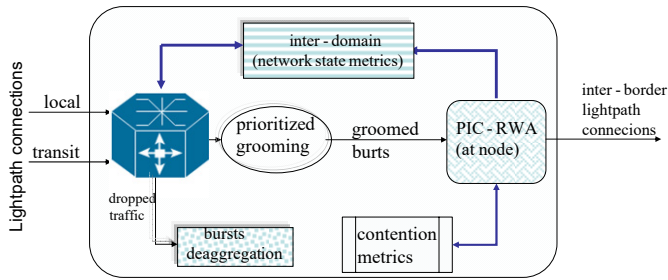 Lightpath connections
local
transit
inter - domain
(network state metrics)
prioritized
grooming
groomed
burts
PIC - RWA
(at node)
inter - border
lightpath
connecions
dropped
traffic
bursts
deaggregation
contention
metrics